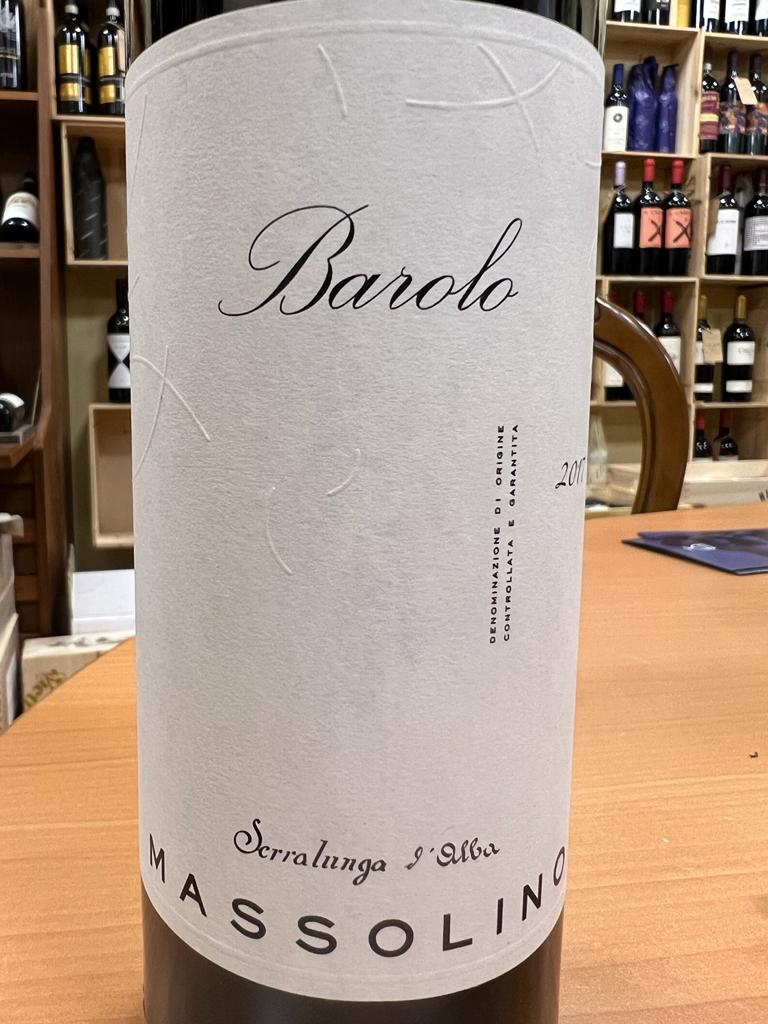 Barolo
DENOMINAZIONE DI ORIGINE
CONTROLLATA E GARANTITA
2017
Serralunga d'Alba
MASSOLINO